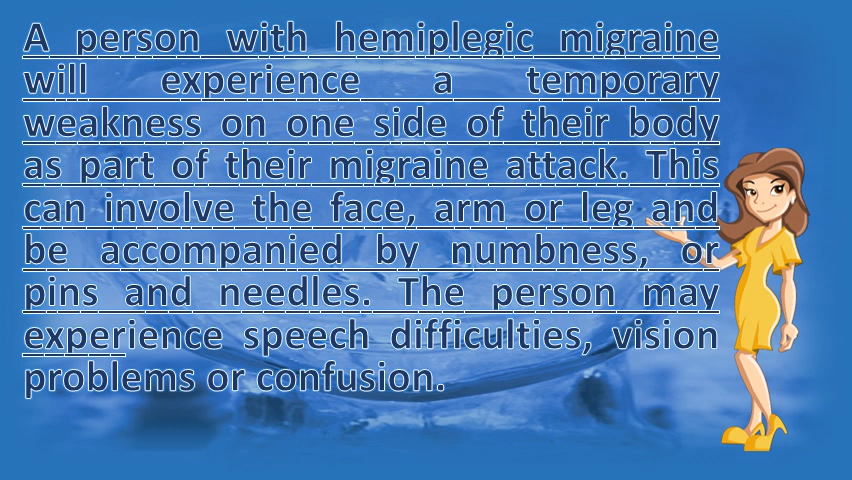 A person with hemiplegic migraine
will experience a temporary
weakness on one side of their body
as part of their migraine attack. This
can involve the face, arm or leg and
be accompanied by numbness, or
pins and needles. The person may
experience speech difficulties, vision
problems or confusion.